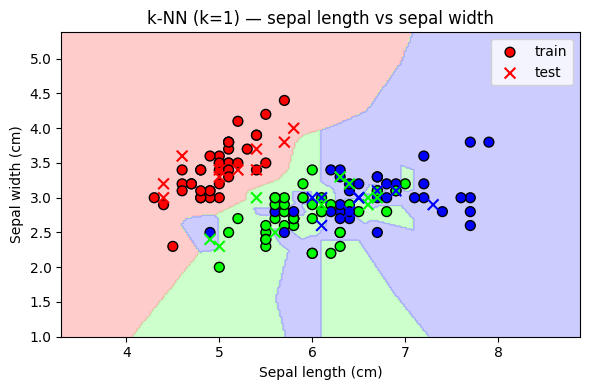 k-NN (k=1) — sepal length vs sepal width
train
test
5.0
4.5
4.0
3.5
3.0
2.5
2.0
1.5
1.0
Sepal width (cm)
4
5
6
7
8
Sepal length (cm)